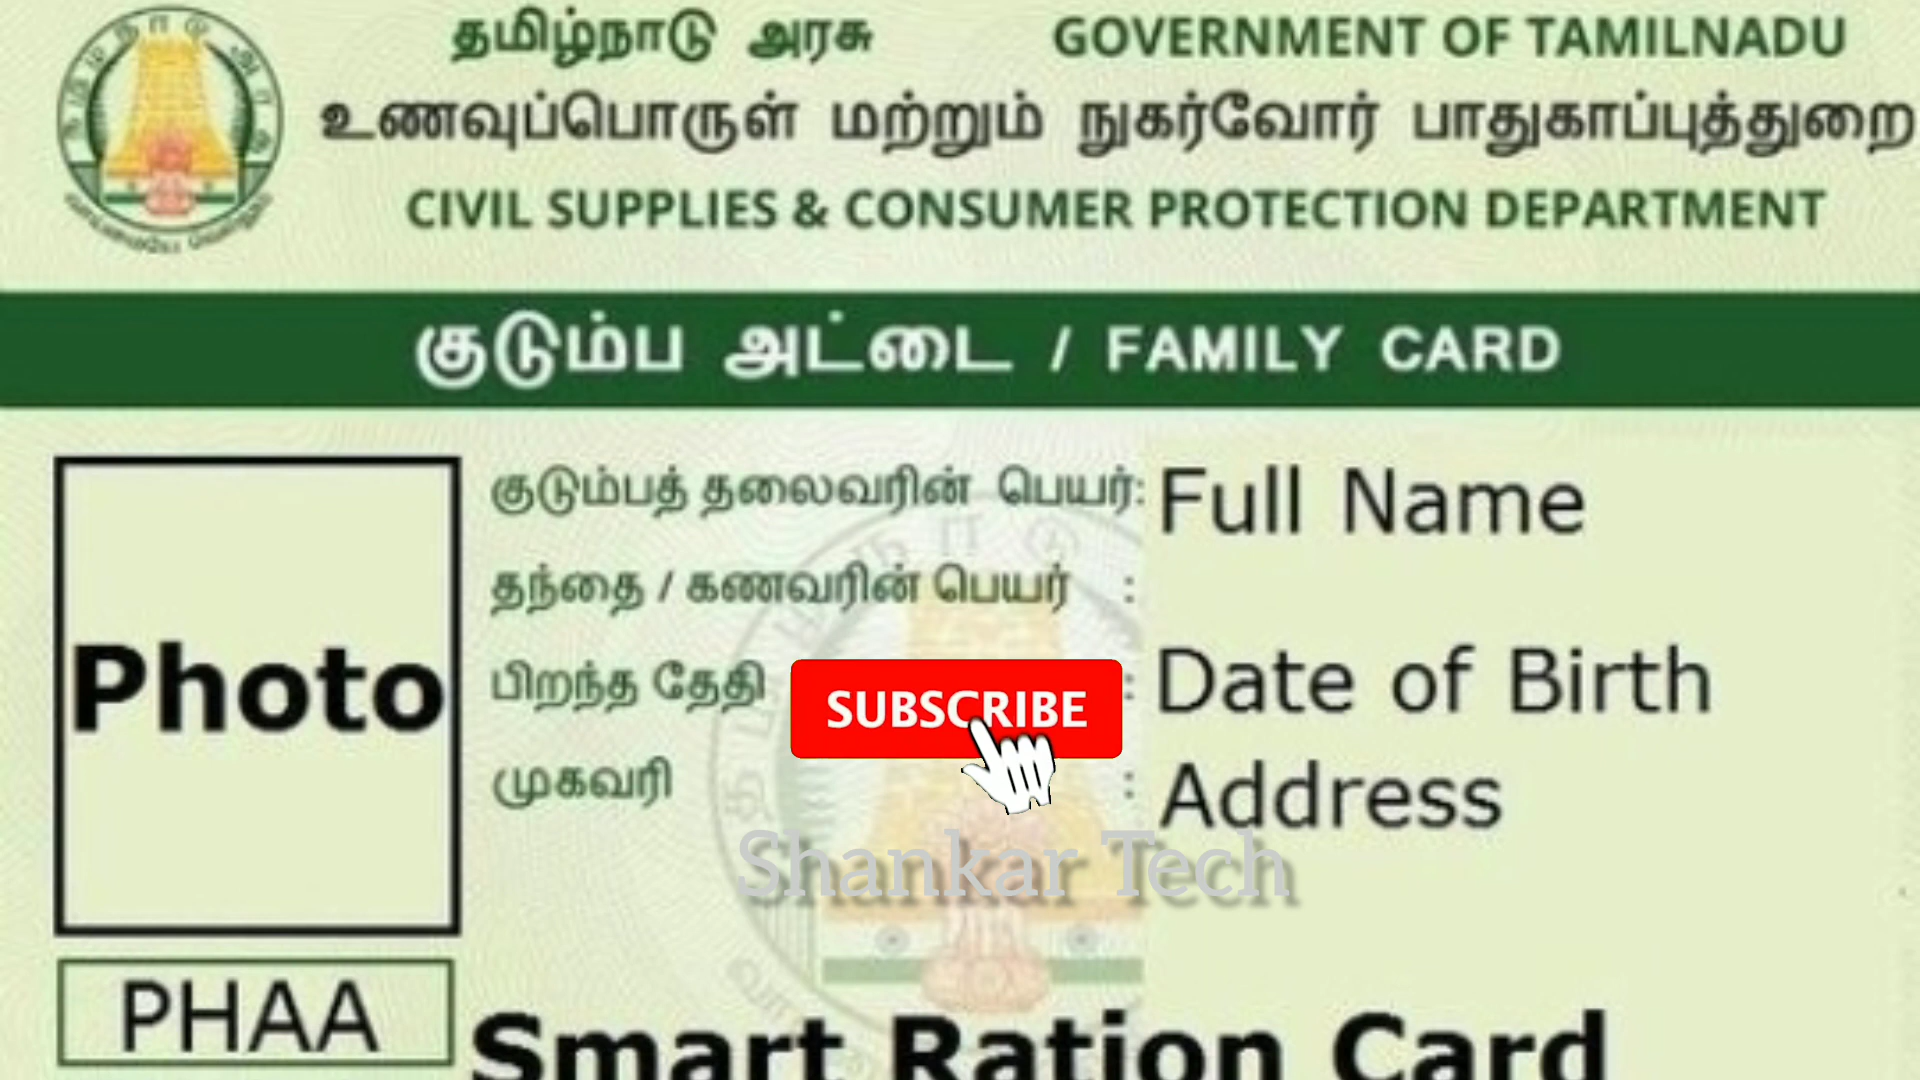 தமிழ்நாடு அரசு GOVERNMENT OF TAMILNADU
உணவுப்பொருள் மற்றும் நுகர்வோர் பாதுகாப்புத்துறை
CIVIL SUPPLIES & CONSUMER PROTECTION DEPARTMENT
குடும்ப அட்டை / FAMILY CARD
குடும்பத் தலைவரின் பெயர்: Full Name
தந்தை / கணவரின் பெயர் :
Photo
பிறந்த தேதி : Date of Birth
SUBSCRIBE
முகவரி : Address
Shankar Tech
PHAA
Smart Ration Card